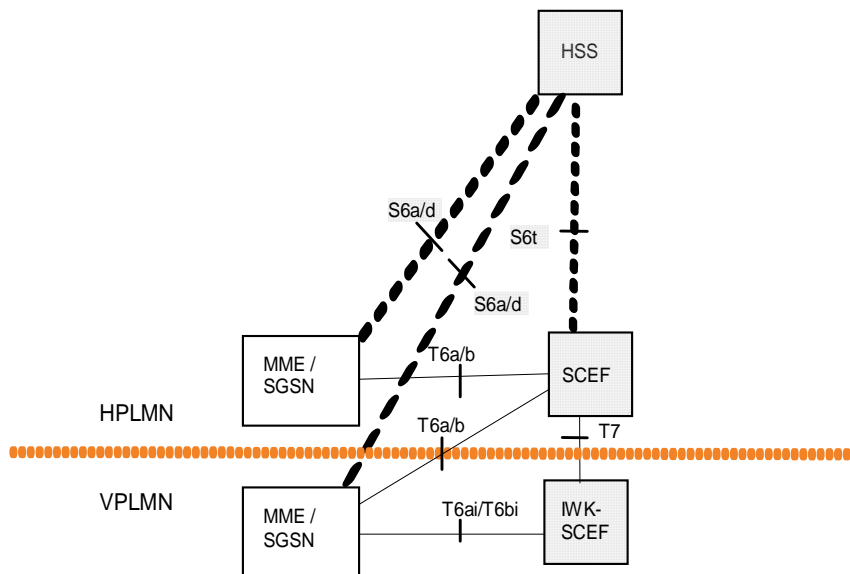 HSS
S6a/d
S6t
S6a/d
MME /
SGSN
T6a/b
SCEF
HPLMN
T6a/b
T7
VPLMN
MME /
SGSN
T6ai/T6bi
IWK-
SCEF